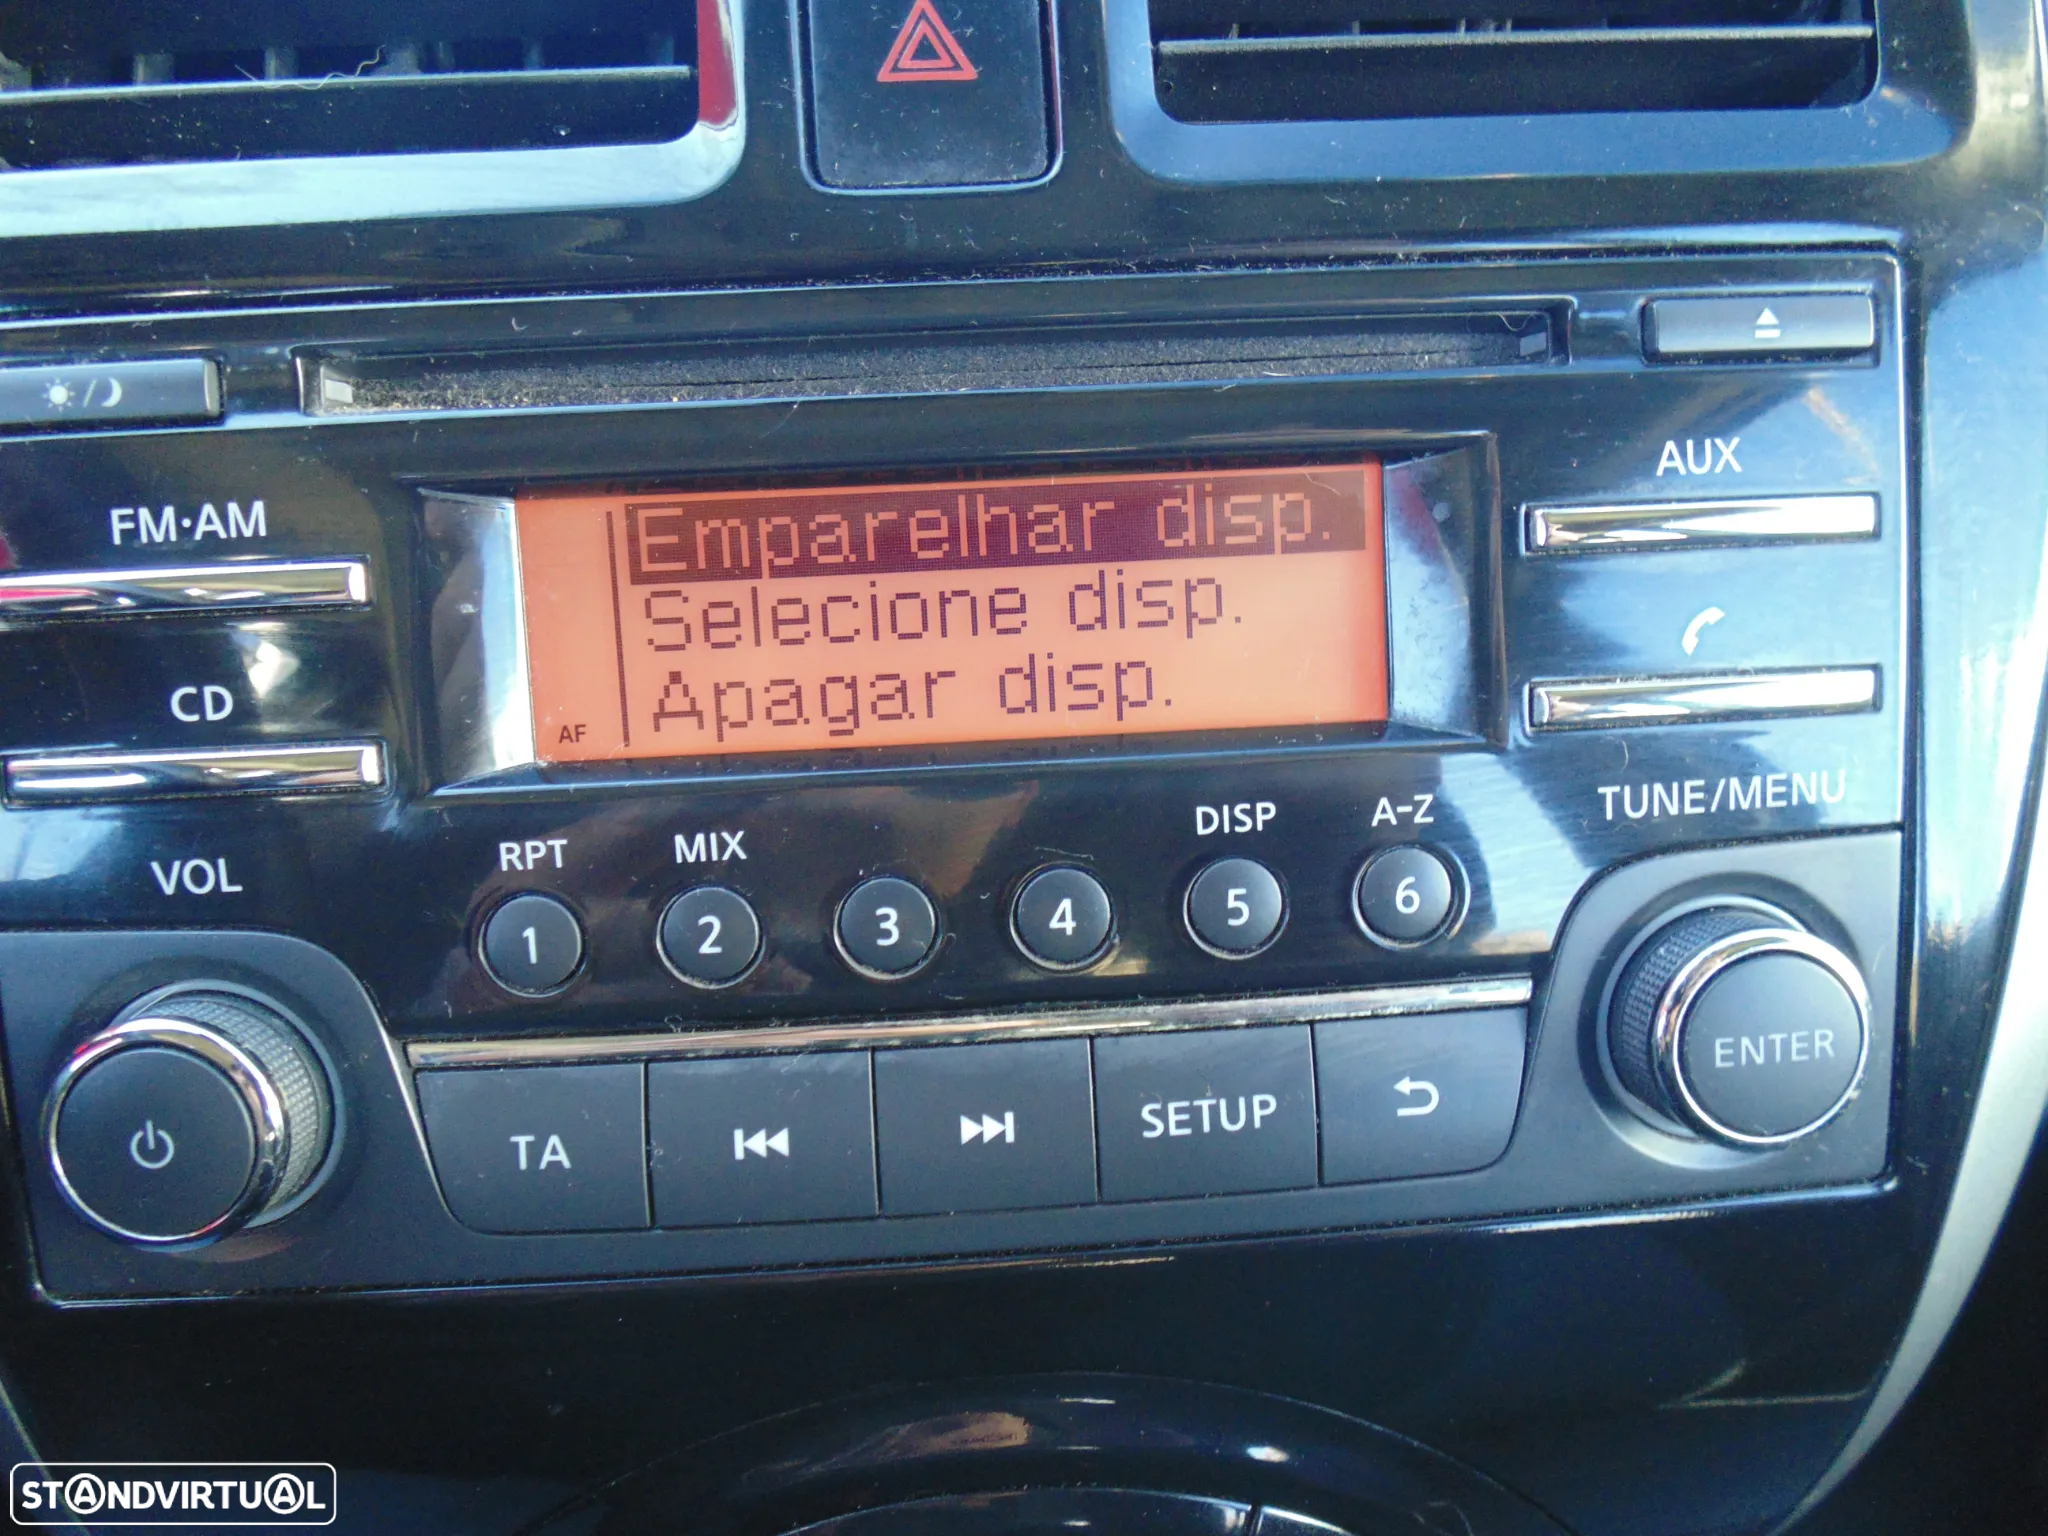 AUX
FM·AM
Emparelhar disp.
Selecione disp.
Apagar disp.
AF
CD
TUNE/MENU
DISP
A-Z
RPT
MIX
VOL
1
2
3
4
5
6
ENTER
TA
SETUP
STANDVIRTUAL